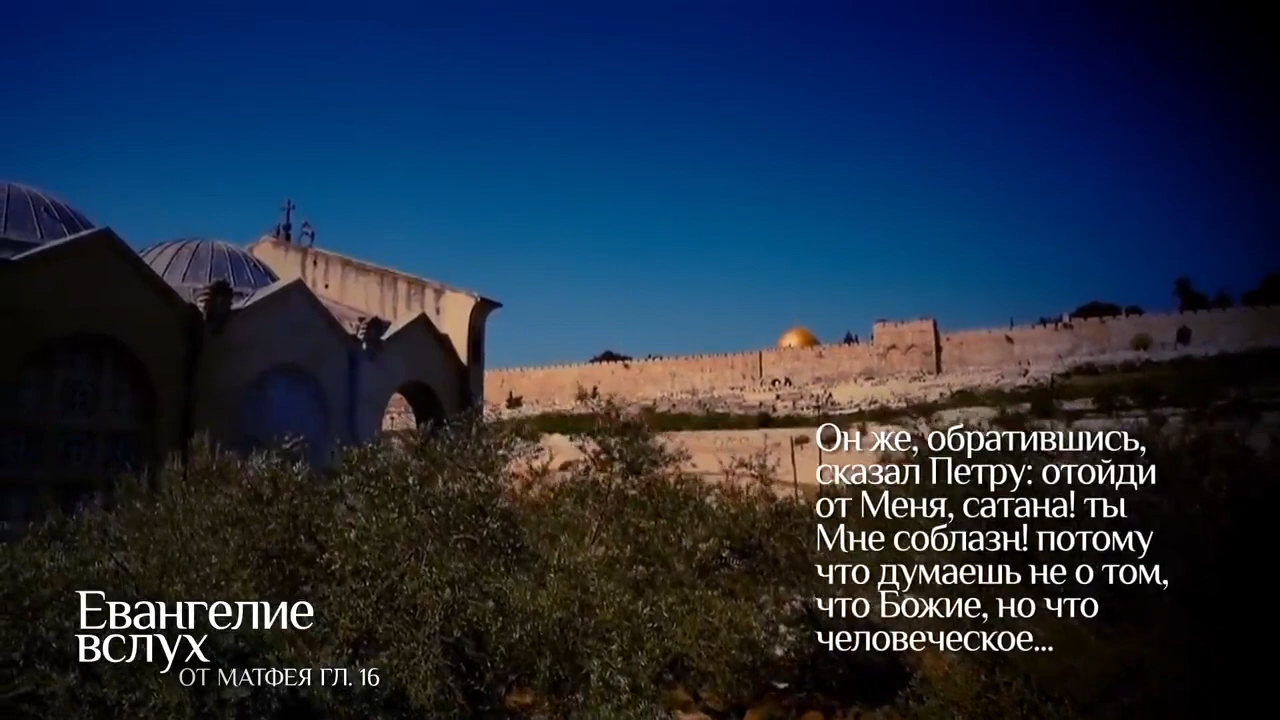 Он же, обратившись,
сказал Петру: отойди
от Меня, сатана! ты
Мне соблазн! потому
что думаешь не о том,
что Божие, но что
человеческое...
Евангелие
вслух
ОТ МАТФЕЯ ГЛ. 16